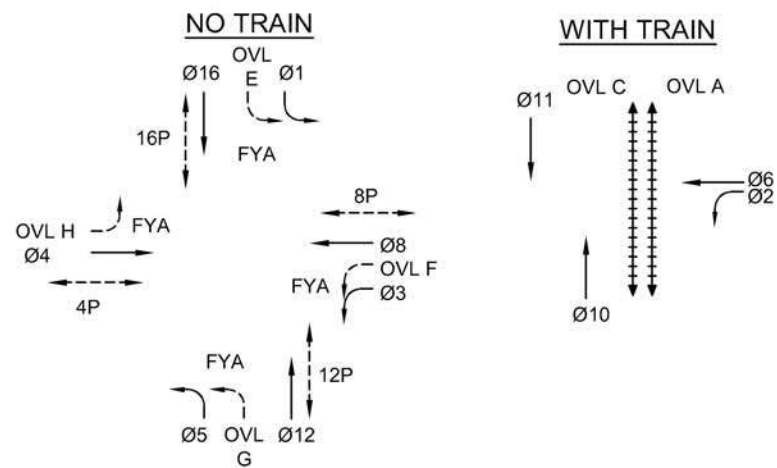 NO TRAIN
OVL
E
Ø16
Ø1
16P
FYA
8P
OVL H
FYA
Ø4
Ø8
OVL F
4P
FYA
Ø3
FYA
12P
Ø5
OVL
G
Ø12
WITH TRAIN
OVL C
OVL A
Ø11
Ø6
Ø2
Ø10